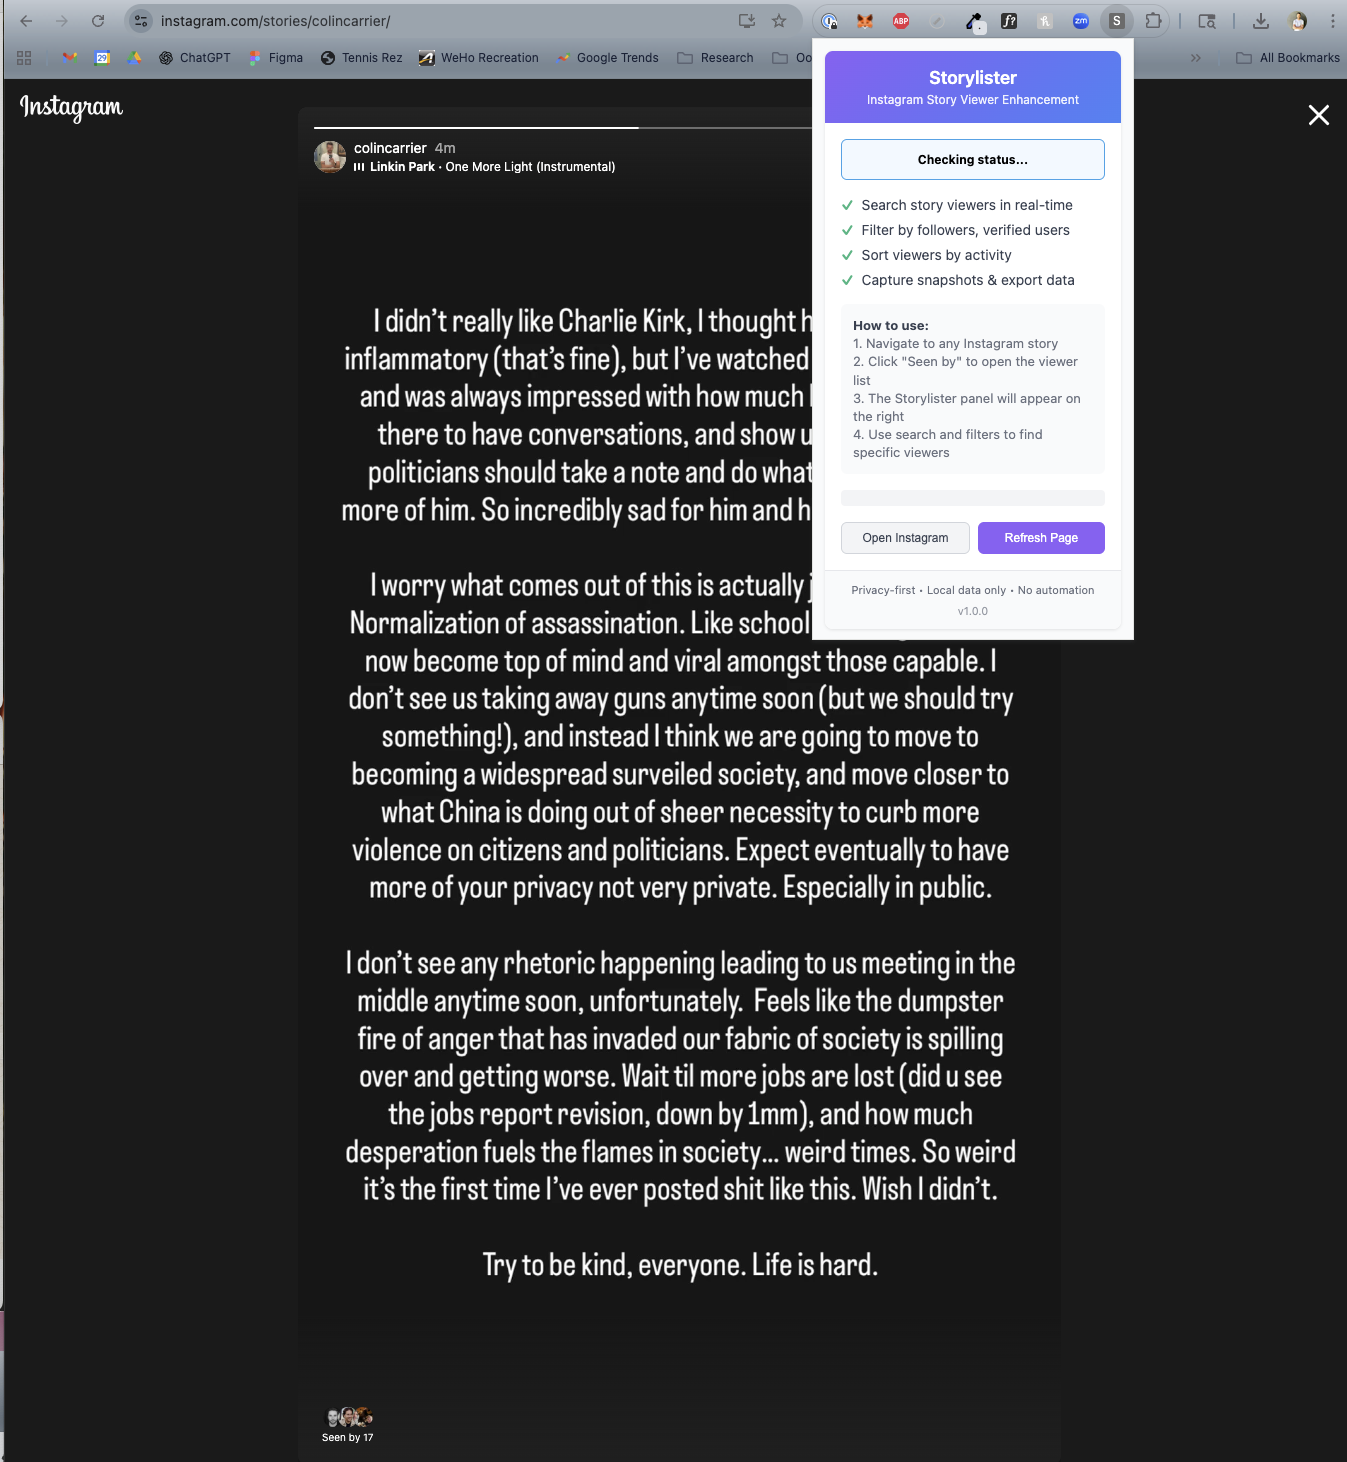 instagram.com/stories/colincarrier/
ABP
f?
zm
S
29
ChatGPT
Figma
Tennis Rez
WeHo Recreation
Google Trends
Research
Oo
All Bookmarks
Instagram
colincarrier 4m
Linkin Park · One More Light (Instrumental)
I didn't really like Charlie Kirk, I thought h
inflammatory (that's fine), but I've watched
and was always impressed with how much
there to have conversations, and show u
politicians should take a note and do what
more of him. So incredibly sad for him and h
I worry what comes out of this is actually j
Normalization of assassination. Like school
now become top of mind and viral amongst those capable. I
don't see us taking away guns anytime soon (but we should try
something!), and instead I think we are going to move to
becoming a widespread surveiled society, and move closer to
what China is doing out of sheer necessity to curb more
violence on citizens and politicians. Expect eventually to have
more of your privacy not very private. Especially in public.
I don't see any rhetoric happening leading to us meeting in the
middle anytime soon, unfortunately. Feels like the dumpster
fire of anger that has invaded our fabric of society is spilling
over and getting worse. Wait til more jobs are lost (did u see
the jobs report revision, down by 1mm), and how much
desperation fuels the flames in society... weird times. So weird
it's the first time I've ever posted shit like this. Wish I didn't.
Try to be kind, everyone. Life is hard.
Seen by 17
Storylister
Instagram Story Viewer Enhancement
Checking status...
Search story viewers in real-time
Filter by followers, verified users
Sort viewers by activity
Capture snapshots & export data
How to use:
1. Navigate to any Instagram story
2. Click "Seen by" to open the viewer
list
3. The Storylister panel will appear on
the right
4. Use search and filters to find
specific viewers
Open Instagram
Refresh Page
Privacy-first • Local data only • No automation
v1.0.0